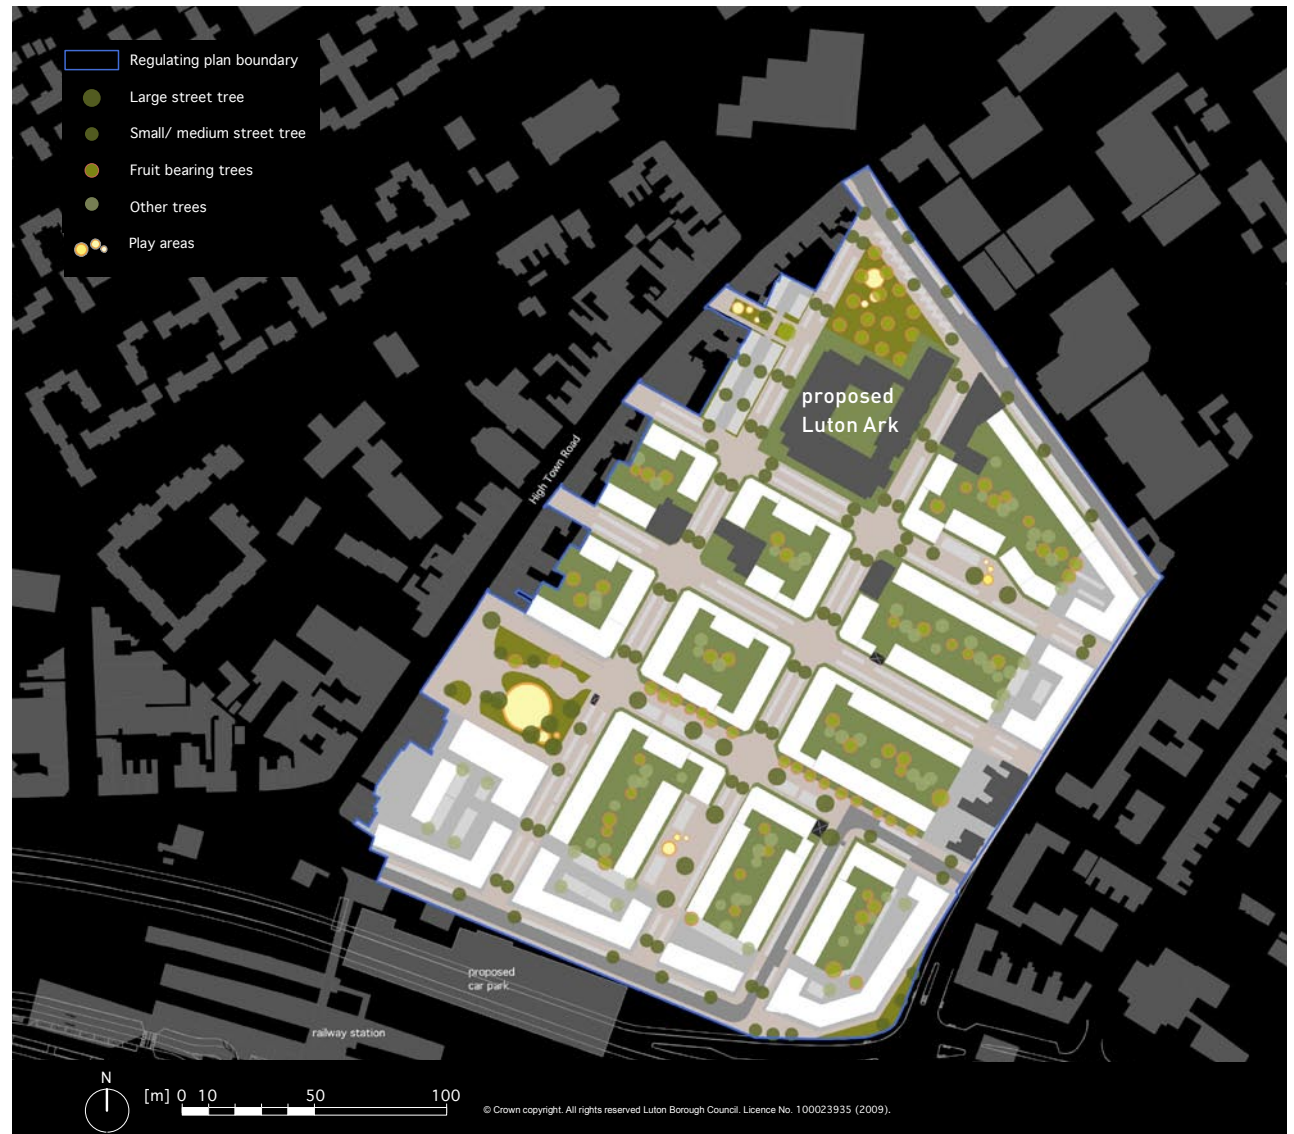 Regulating plan boundary
Large street tree
Small/ medium street tree
Fruit bearing trees
Other trees
Play areas
proposed
Luton Ark
High Town Road
proposed
car park
railway station
N
[m] 0 10 50 100
© Crown copyright. All rights reserved Luton Borough Council. Licence No. 100023935 (2009).